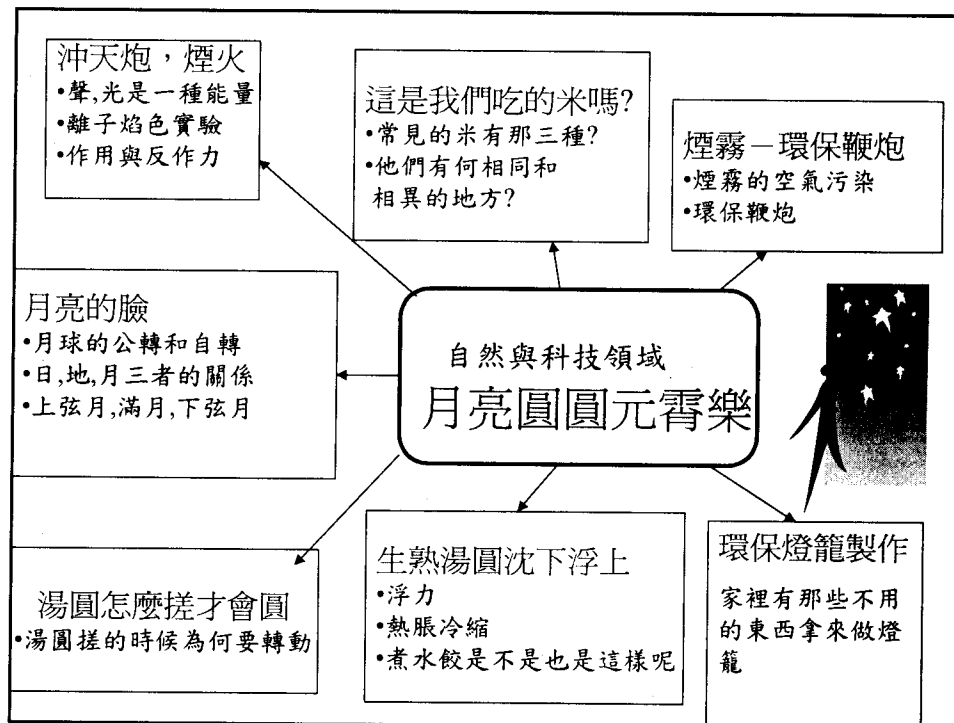 沖天炮，煙火
•聲,光是一種能量
•離子焰色實驗
•作用與反作力
這是我們吃的米嗎?
•常見的米有那三種?
•他們有何相同和
相異的地方?
煙霧－環保鞭炮
•煙霧的空氣污染
•環保鞭炮
月亮的臉
•月球的公轉和自轉
•日,地,月三者的關係
•上弦月,滿月,下弦月
自然與科技領域
月亮圓圓元霄樂
湯圓怎麼搓才會圓
•湯圓搓的時候為何要轉動
生熟湯圓沈下浮上
•浮力
•熱脹冷縮
•煮水餃是不是也是這樣呢
環保燈籠製作
家裡有那些不用
的東西拿來做燈
籠